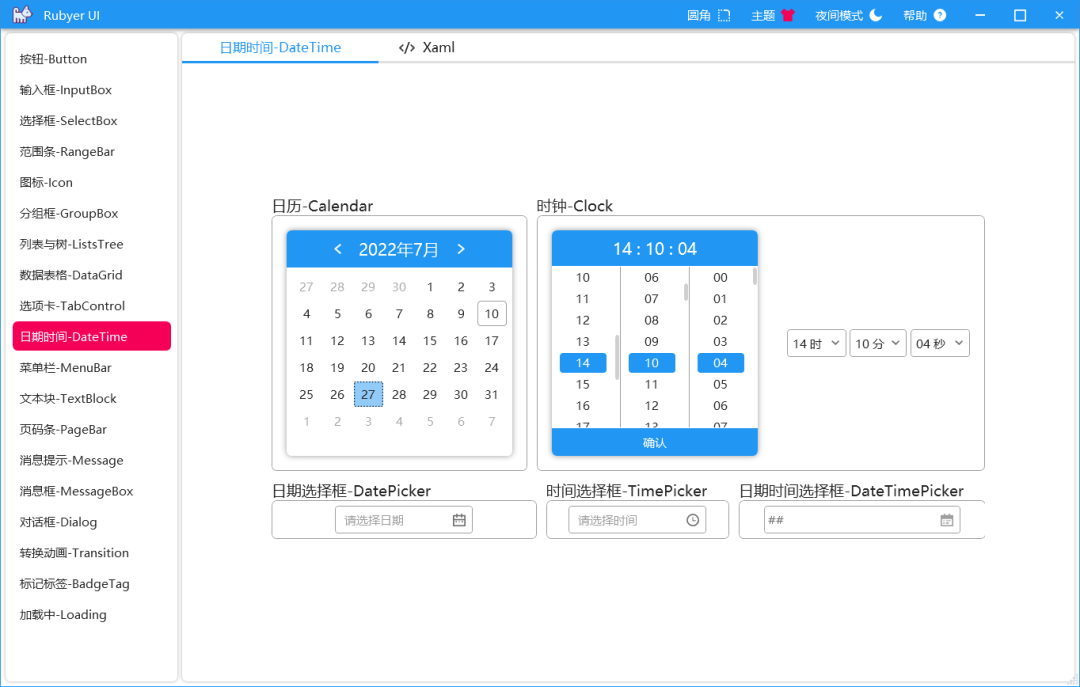 Rubyer UI
圆角 主题 夜间模式 帮助
按钮-Button
输入框-InputBox
选择框-SelectBox
范围条-RangeBar
图标-Icon
分组框-GroupBox
列表与树-ListsTree
数据表格-DataGrid
选项卡-TabControl
日期时间-DateTime
菜单栏-MenuBar
文本块-TextBlock
页码条-PageBar
消息提示-Message
消息框-MessageBox
对话框-Dialog
转换动画-Transition
标记标签-BadgeTag
加载中-Loading
日期时间-DateTime </> Xaml
日历-Calendar
< 2022年7月 >
27 28 29 30 1 2 3
4 5 6 7 8 9 10
11 12 13 14 15 16 17
18 19 20 21 22 23 24
25 26 27 28 29 30 31
1 2 3 4 5 6 7
时钟-Clock
14 : 10 : 04
10 06 00
11 07 01
12 08 02
13 09 03
14 10 04
15 11 05
16 12 06
17 13 07
确认
14 时 10 分 04 秒
日期选择框-DatePicker
请选择日期
时间选择框-TimePicker
请选择时间
日期时间选择框-DateTimePicker
##